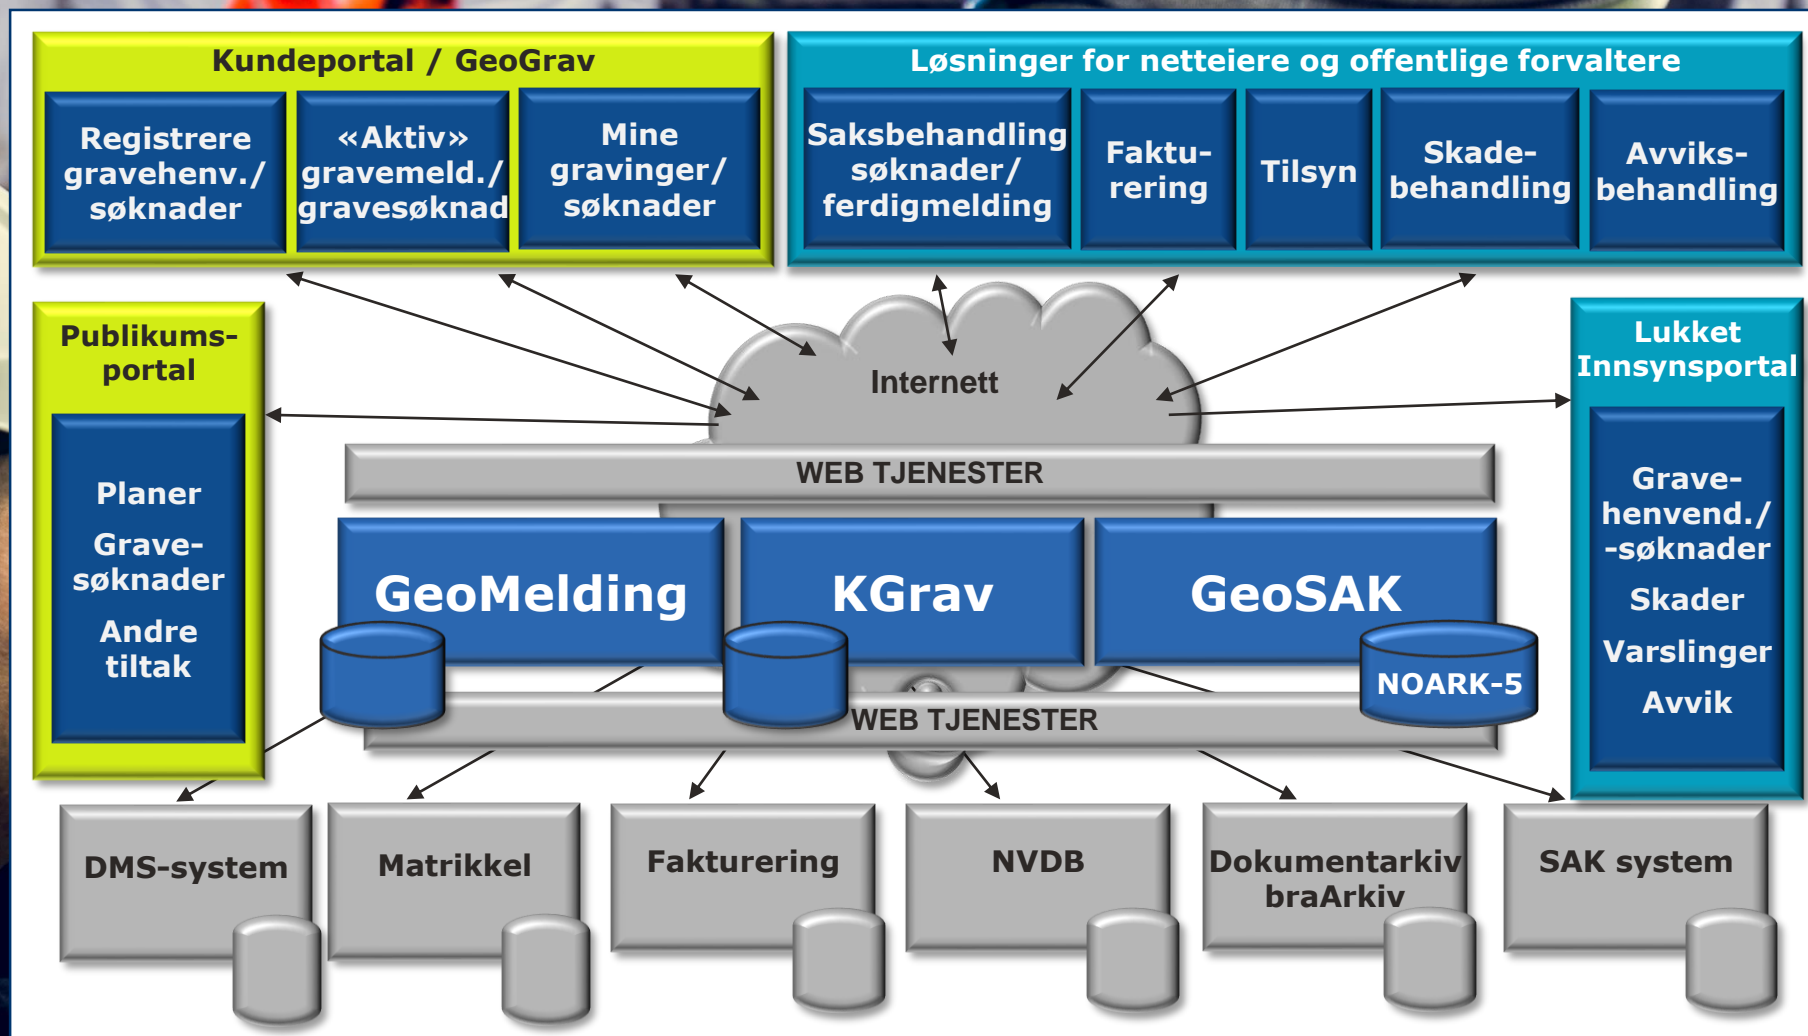 Kundeportal / GeoGrav
Registrere
gravehenv./
søknader
«Aktiv»
gravemeld./
gravesøknad
Mine
gravinger/
søknader
Løsninger for netteiere og offentlige forvaltere
Saksbehandling
søknader/
ferdigmelding
Faktu-
rering
Tilsyn
Skade-
behandling
Avviks-
behandling
Publikums-
portal
Planer
Grave-
søknader
Andre
tiltak
Internett
WEB TJENESTER
GeoMelding
KGrav
GeoSAK
NOARK-5
WEB TJENESTER
Lukket
Innsynsportal
Grave-
henvend./
-søknader
Skader
Varslinger
Avvik
DMS-system
Matrikkel
Fakturering
NVDB
Dokumentarkiv
braArkiv
SAK system